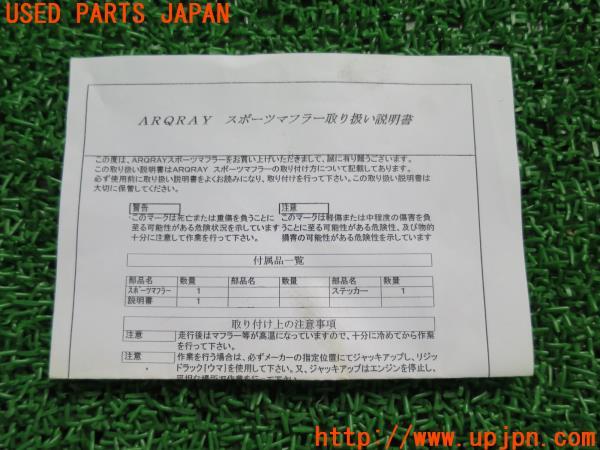 USED PARTS JAPAN
ARQRAY スポーツマフラー取り扱い説明書
この度は、ARQRAYスポーツマフラーをお買い上げいただきまして、誠に有り難うございます。
この取り扱い説明書はARQRAY スポーツマフラーの取り付け方について記載してあります。
必ず使用前に取り扱い説明書をよくお読みになり、取り付けを行って下さい。この取り扱い説明書は
大切に保管してください。
警告
このマークは死亡または重傷を負うことに
至る可能性がある危険状況を示しています
十分に注意して作業を行って下さい。
注意
このマークは軽傷または中程度の傷害を負
うことに至る可能性がある危険性、及び物的
損害の可能性がある危険性を示しています
付属品一覧
部品名 数量 部品名 数量 部品名 数量
スポーツマフラー 1 ステッカー 1
説明書 1
取り付け上の注意事項
注意 走行後はマフラー等が高温になっていますので、十分に冷めてから作業
を行って下さい。
注意 作業を行う場合は、必ずメーカーの指定位置にてジャッキアップし、リジッ
ドラック「ウマ」を使用して下さい。又、ジャッキアップはエンジンを停止し、
平坦な場所で作業を行って下さい。
http://www.upjpn.com/